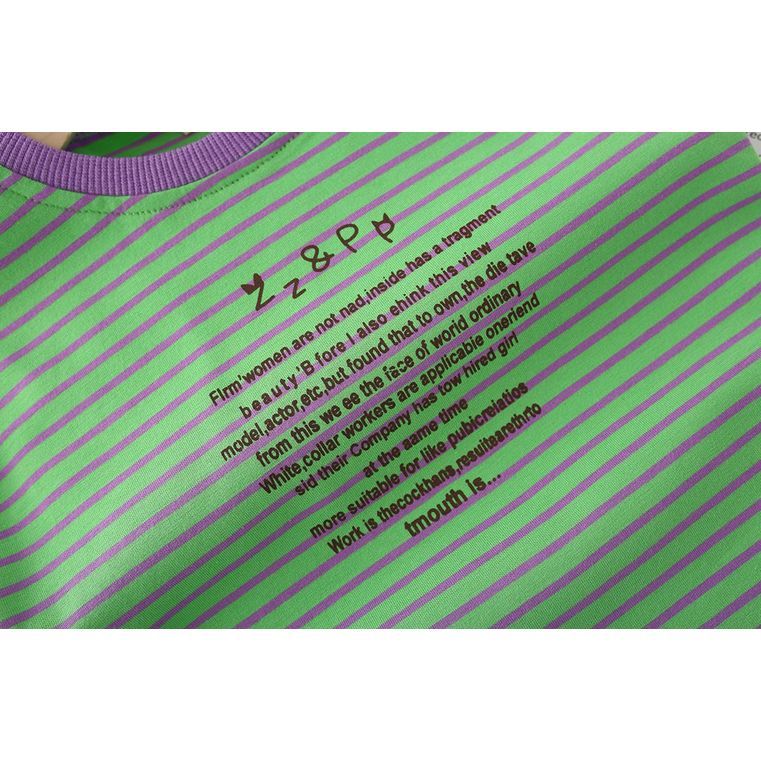 Zz&Pp
FIrm'women are not nad,inside has a tragment
beauty'B fore I also ehink this view
model,actor,etc,but found that to own,the die tave
from this we ee the face of world ordinary
White,collar workers are applicabie oneriend
sid their Company has tow hired girl
at the aame time
more suitable for like pubicreiatios
Work is thecockhans,resuitearethrto
tmouth is...